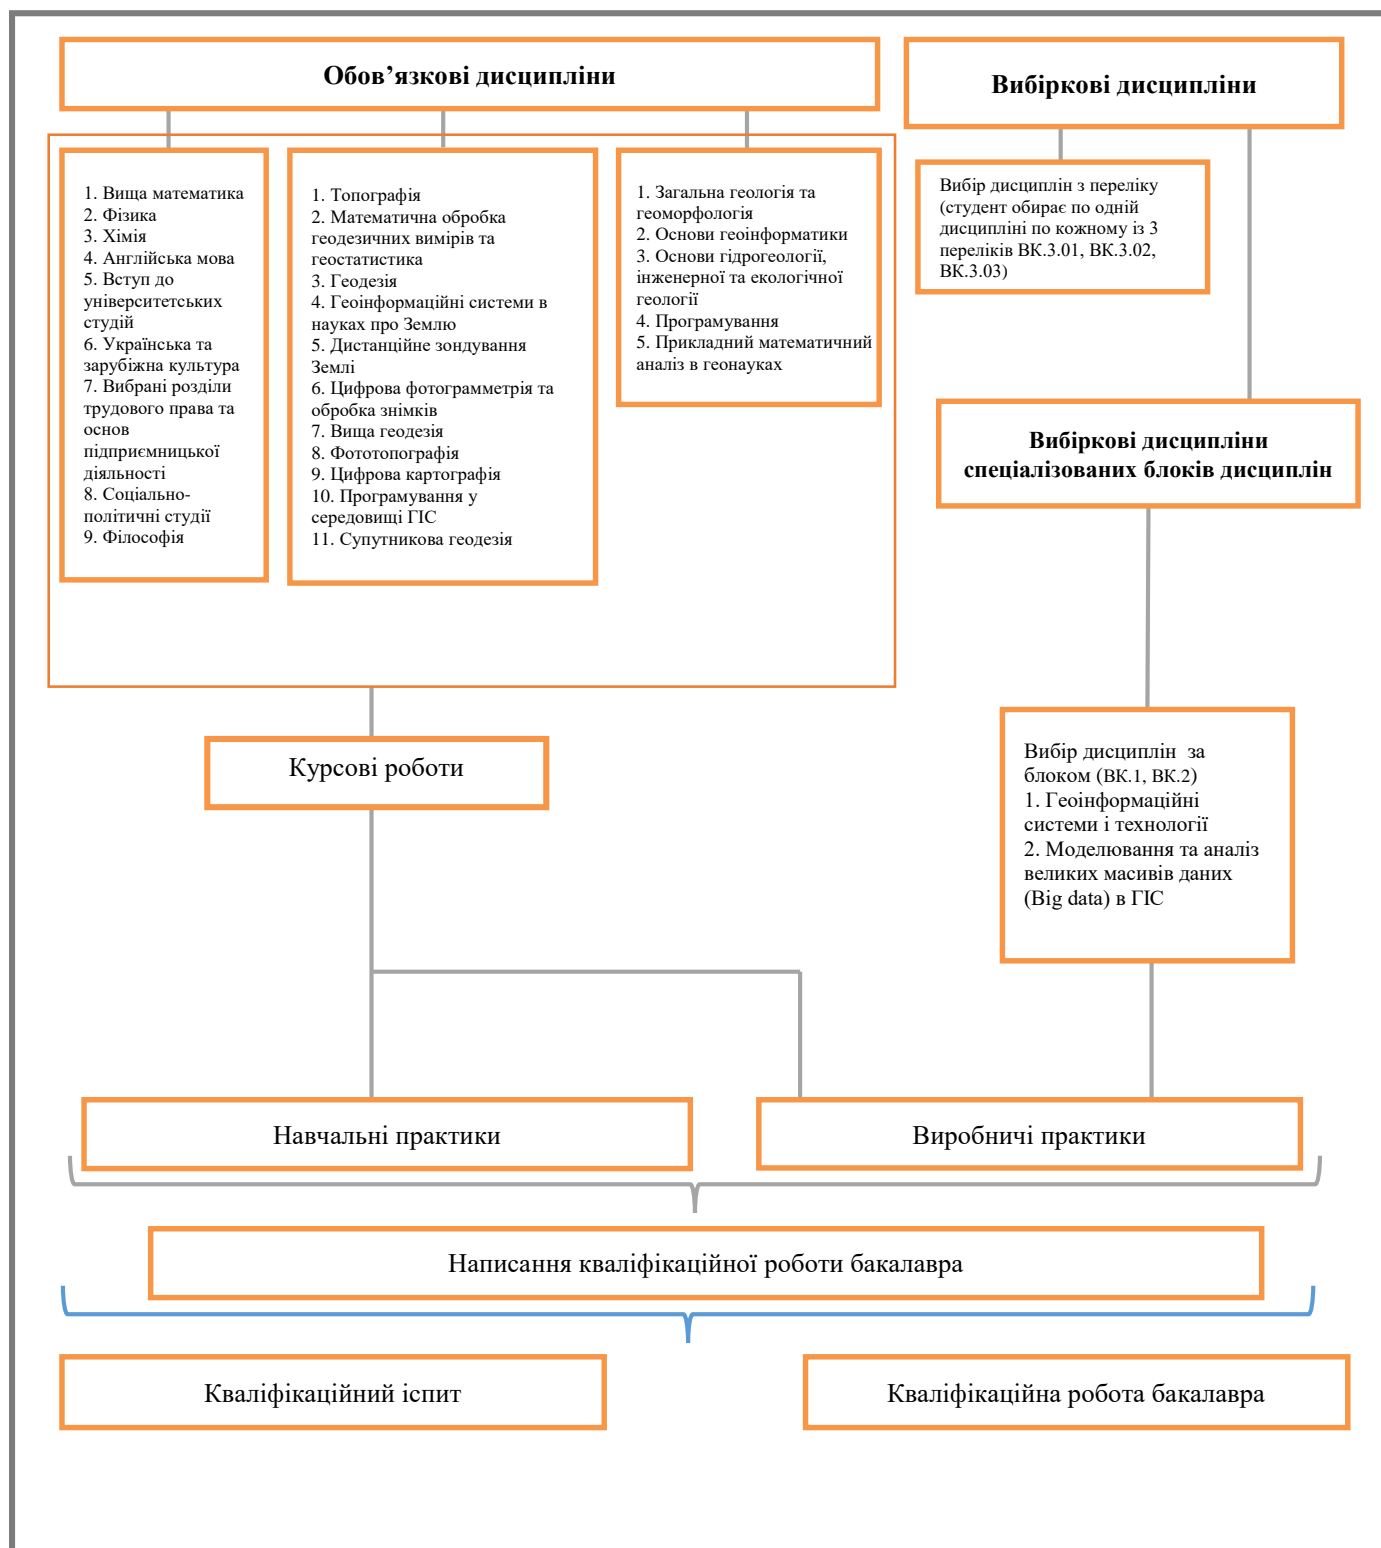 Обов’язкові дисципліни
Вибіркові дисципліни
1. Вища математика
2. Фізика
3. Хімія
4. Англійська мова
5. Вступ до
університетських
студій
6. Українська та
зарубіжна культура
7. Вибрані розділи
трудового права та
основ
підприємницької
діяльності
8. Соціально-
політичні студії
9. Філософія
1. Топографія
2. Математична обробка
геодезичних вимірів та
геостатистика
3. Геодезія
4. Геоінформаційні системи в
науках про Землю
5. Дистанційне зондування
Землі
6. Цифрова фотограмметрія та
обробка знімків
7. Вища геодезія
8. Фототопографія
9. Цифрова картографія
10. Програмування у
середовищі ГІС
11. Супутникова геодезія
1. Загальна геологія та
геоморфологія
2. Основи геоінформатики
3. Основи гідрогеології,
інженерної та екологічної
геології
4. Програмування
5. Прикладний математичний
аналіз в геонауках
Вибір дисциплін з переліку
(студент обирає по одній
дисципліні по кожному із 3
переліків ВК.3.01, ВК.3.02,
ВК.3.03)
Вибіркові дисципліни
спеціалізованих блоків дисциплін
Курсові роботи
Вибір дисциплін за
блоком (ВК.1, ВК.2)
1. Геоінформаційні
системи і технології
2. Моделювання та аналіз
великих масивів даних
(Big data) в ГІС
Навчальні практики
Виробничі практики
Написання кваліфікаційної роботи бакалавра
Кваліфікаційний іспит
Кваліфікаційна робота бакалавра